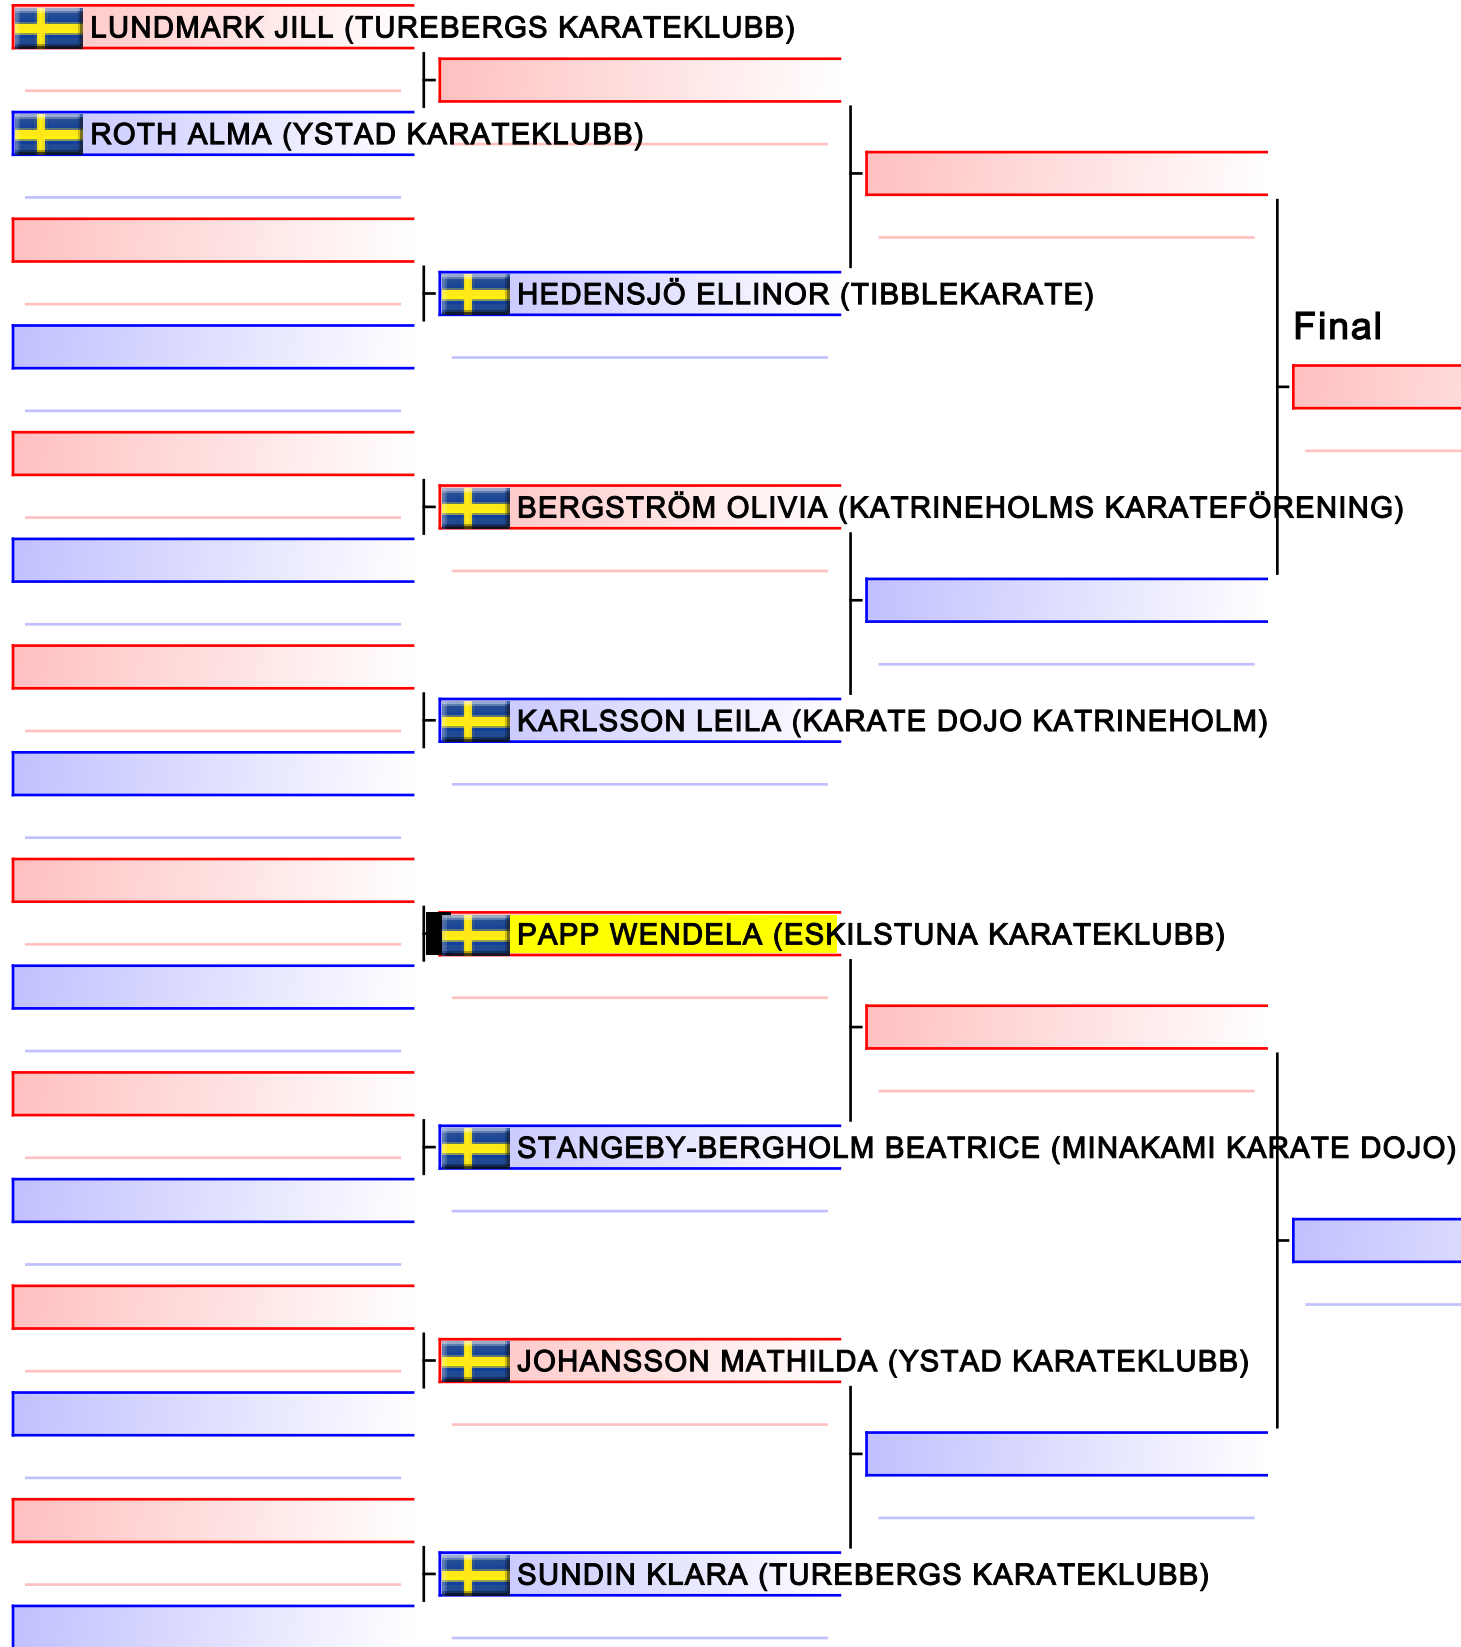 LUNDMARK JILL (TUREBERGS KARATEKLUBB)
ROTH ALMA (YSTAD KARATEKLUBB)
HEDENSJÖ ELLINOR (TIBBLEKARATE)
Final
BERGSTRÖM OLIVIA (KATRINEHOLMS KARATEFÖRENING)
KARLSSON LEILA (KARATE DOJO KATRINEHOLM)
PAPP WENDELA (ESKILSTUNA KARATEKLUBB)
STANGEBY-BERGHOLM BEATRICE (MINAKAMI KARATE DOJO)
JOHANSSON MATHILDA (YSTAD KARATEKLUBB)
SUNDIN KLARA (TUREBERGS KARATEKLUBB)